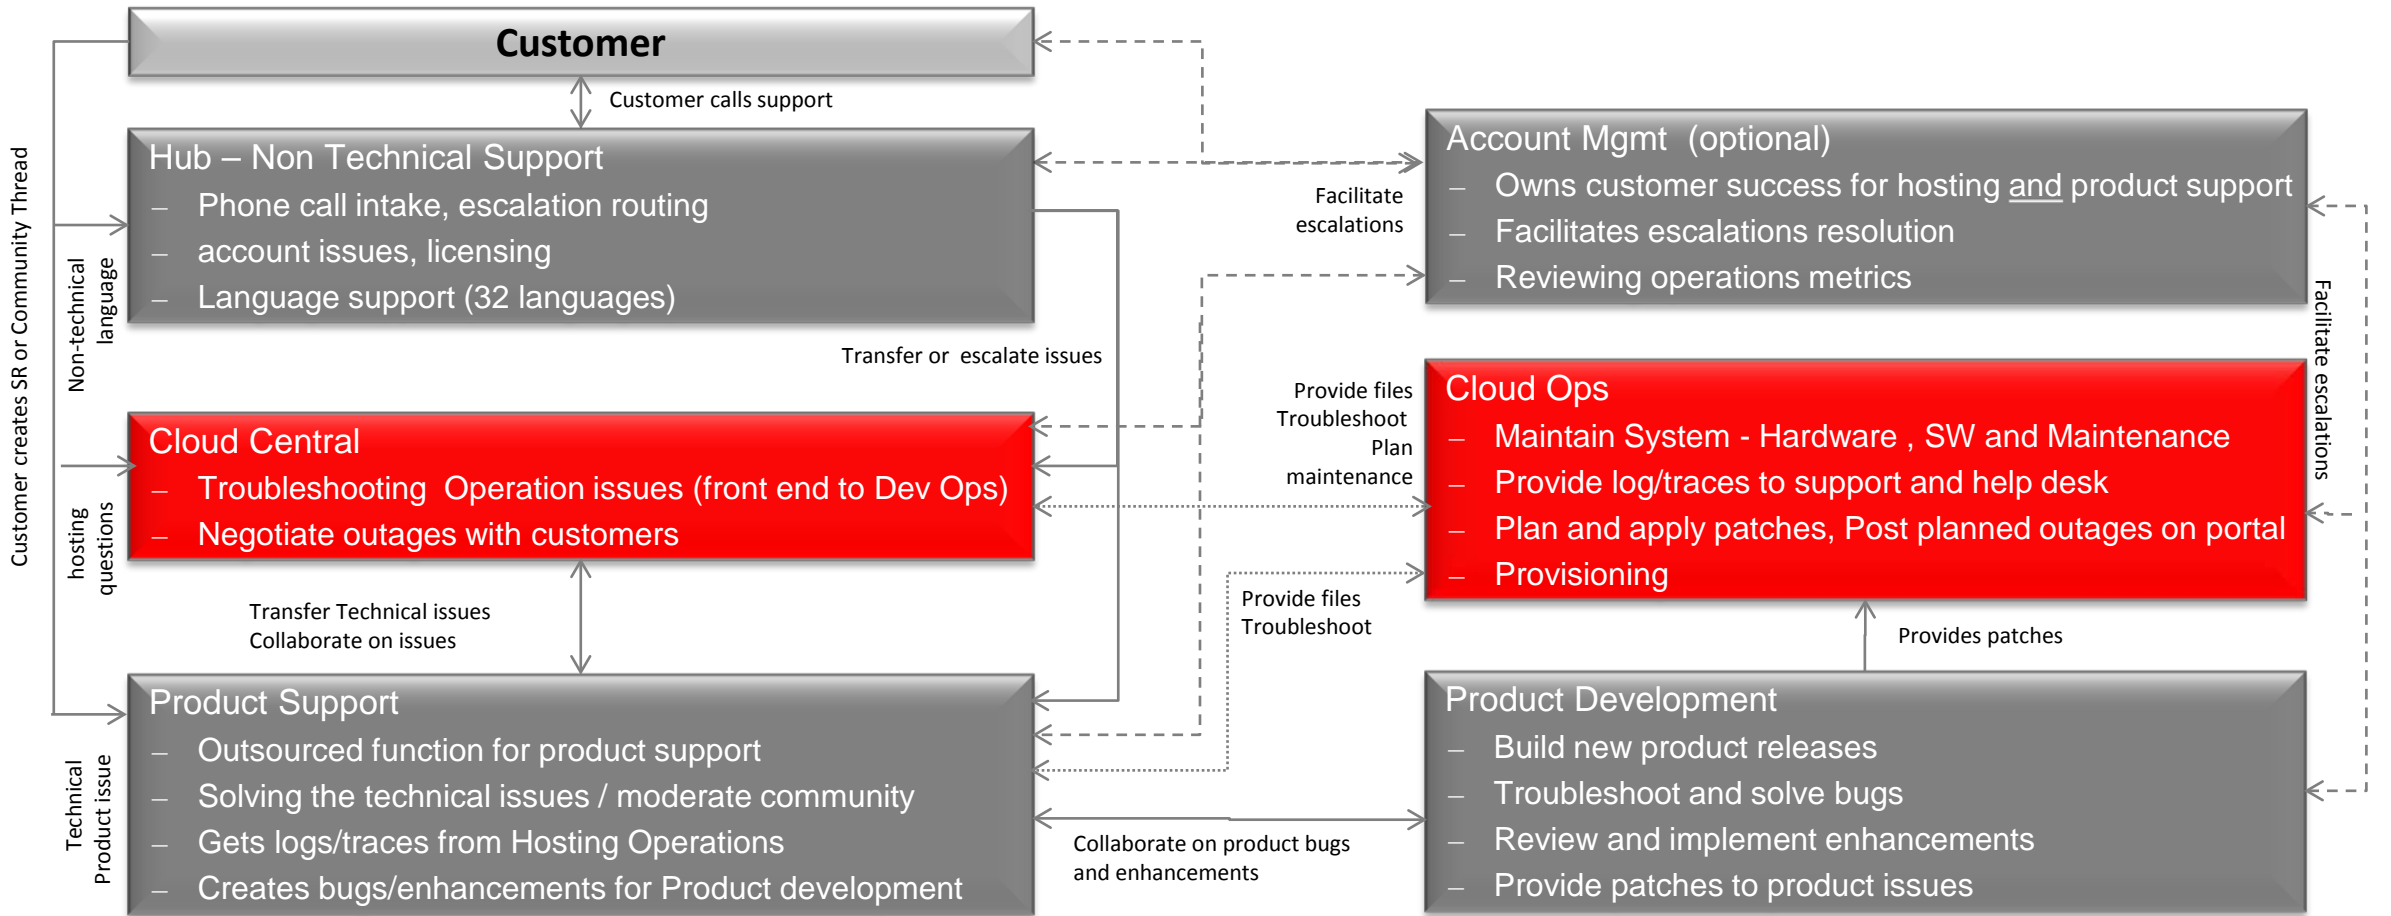 Customer
Customer calls support
Customer creates SR or Community Thread
Hub – Non Technical Support
– Phone call intake, escalation routing
– account issues, licensing
– Language support (32 languages)
Non-technical
language
Facilitate
escalations
Account Mgmt (optional)
– Owns customer success for hosting and product support
– Facilitates escalations resolution
– Reviewing operations metrics
Facilitate escalations
Transfer or escalate issues
Cloud Central
– Troubleshooting Operation issues (front end to Dev Ops)
– Negotiate outages with customers
hosting
questions
Provide files
Troubleshoot
Plan
maintenance
Cloud Ops
– Maintain System - Hardware , SW and Maintenance
– Provide log/traces to support and help desk
– Plan and apply patches, Post planned outages on portal
– Provisioning
Transfer Technical issues
Collaborate on issues
Provide files
Troubleshoot
Provides patches
Product Support
– Outsourced function for product support
– Solving the technical issues / moderate community
– Gets logs/traces from Hosting Operations
– Creates bugs/enhancements for Product development
Technical
Product issue
Collaborate on product bugs
and enhancements
Product Development
– Build new product releases
– Troubleshoot and solve bugs
– Review and implement enhancements
– Provide patches to product issues